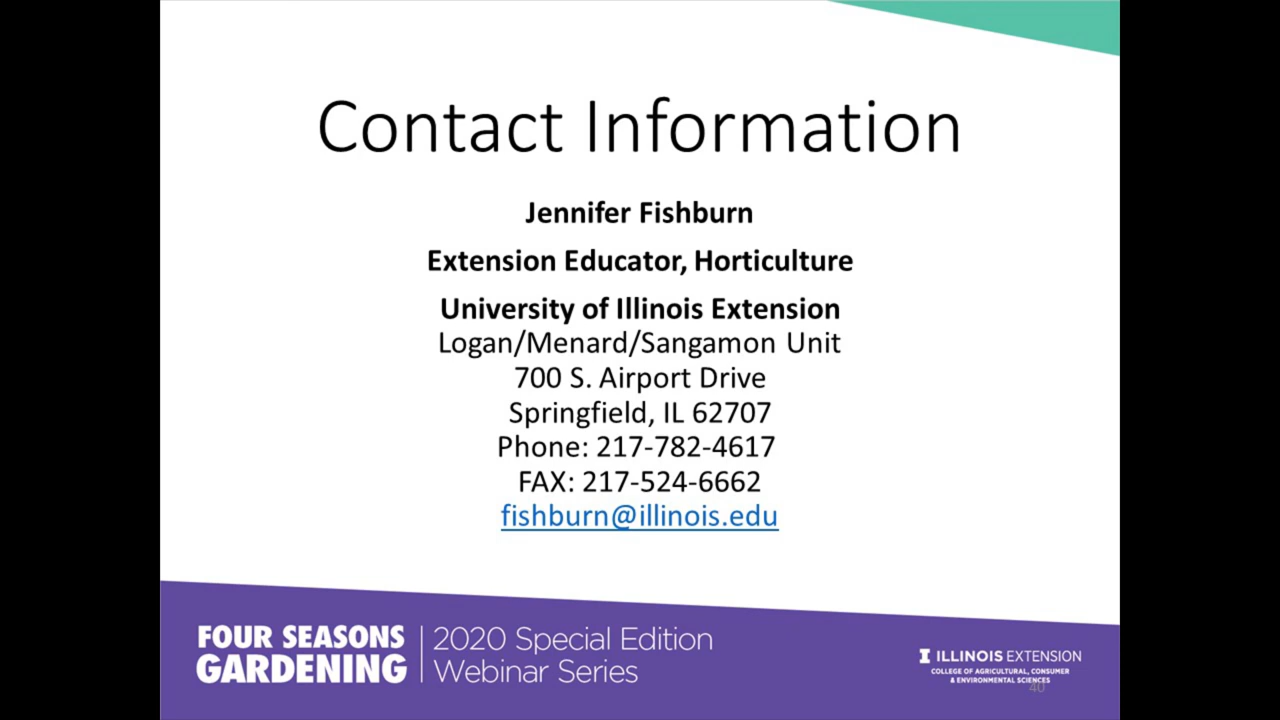 Contact Information
Jennifer Fishburn
Extension Educator, Horticulture
University of Illinois Extension
Logan/Menard/Sangamon Unit
700 S. Airport Drive
Springfield, IL 62707
Phone: 217-782-4617
FAX: 217-524-6662
fishburn@illinois.edu
FOUR SEASONS
GARDENING
2020 Special Edition
Webinar Series
I ILLINOIS EXTENSION
COLLEGE OF AGRICULTURAL, CONSUMER
& ENVIRONMENTAL SCIENCES
40